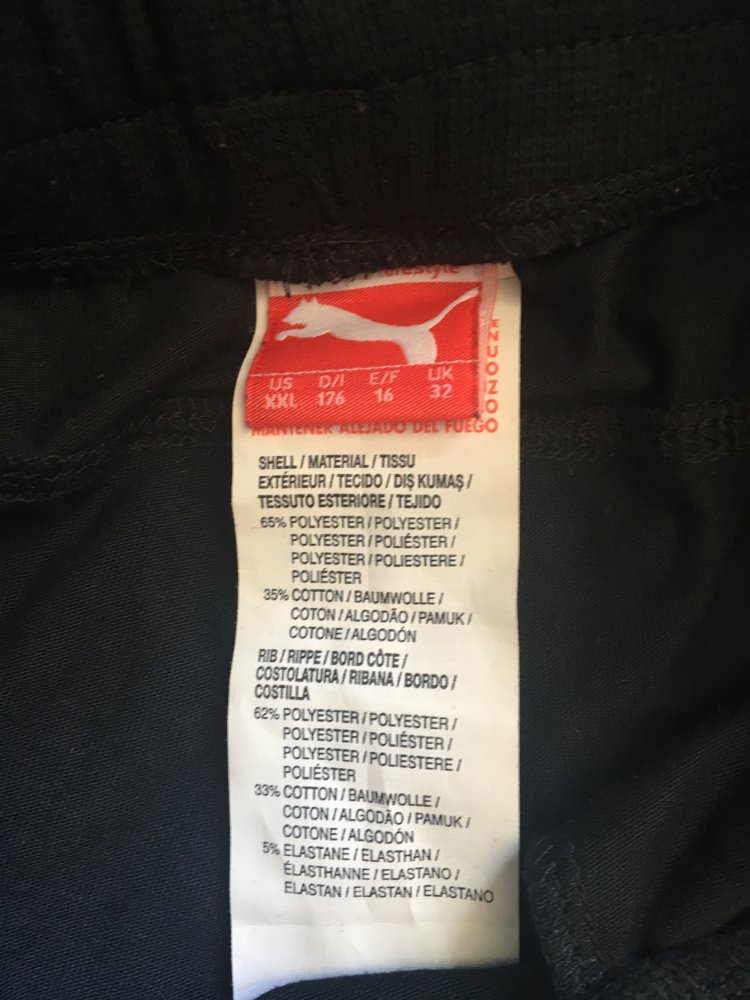 US D/I E/F UK
XXL 176 16 32
MANTENER ALEJADO DEL FUEGO
SHELL / MATERIAL / TISSU
EXTÉRIEUR / TECIDO / DIŞ KUMAŞ /
TESSUTO ESTERIORE / TEJIDO
65% POLYESTER / POLYESTER /
POLYESTER / POLIÉSTER /
POLYESTER / POLIESTERE /
POLIÉSTER
35% COTTON / BAUMWOLLE /
COTON / ALGODÃO / PAMUK /
COTONE / ALGODÓN
RIB / RIPPE / BORD CÔTE /
COSTOLATURA / RIBANA / BORDO /
COSTILLA
62% POLYESTER / POLYESTER /
POLYESTER / POLIÉSTER /
POLYESTER / POLIESTERE /
POLIÉSTER
33% COTTON / BAUMWOLLE /
COTON / ALGODÃO / PAMUK /
COTONE / ALGODÓN
5% ELASTANE / ELASTHAN /
ÉLASTHANNE / ELASTANO /
ELASTAN / ELASTAN / ELASTANO